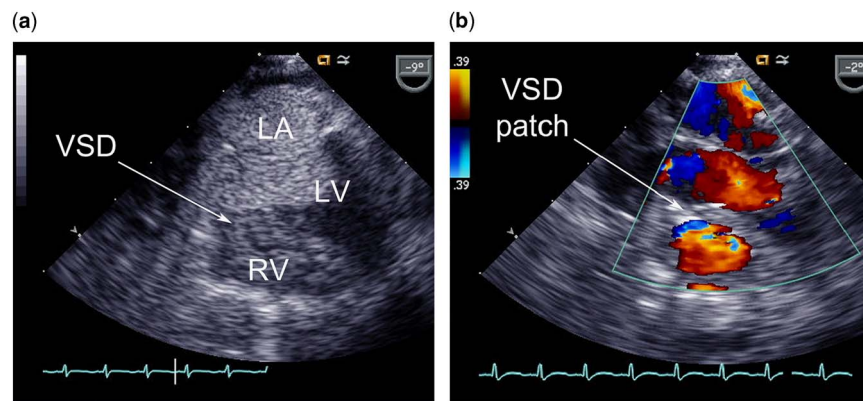 (a)
VSD
LA
LV
RV
-9°
(b)
.39
.39
VSD
patch
-2°